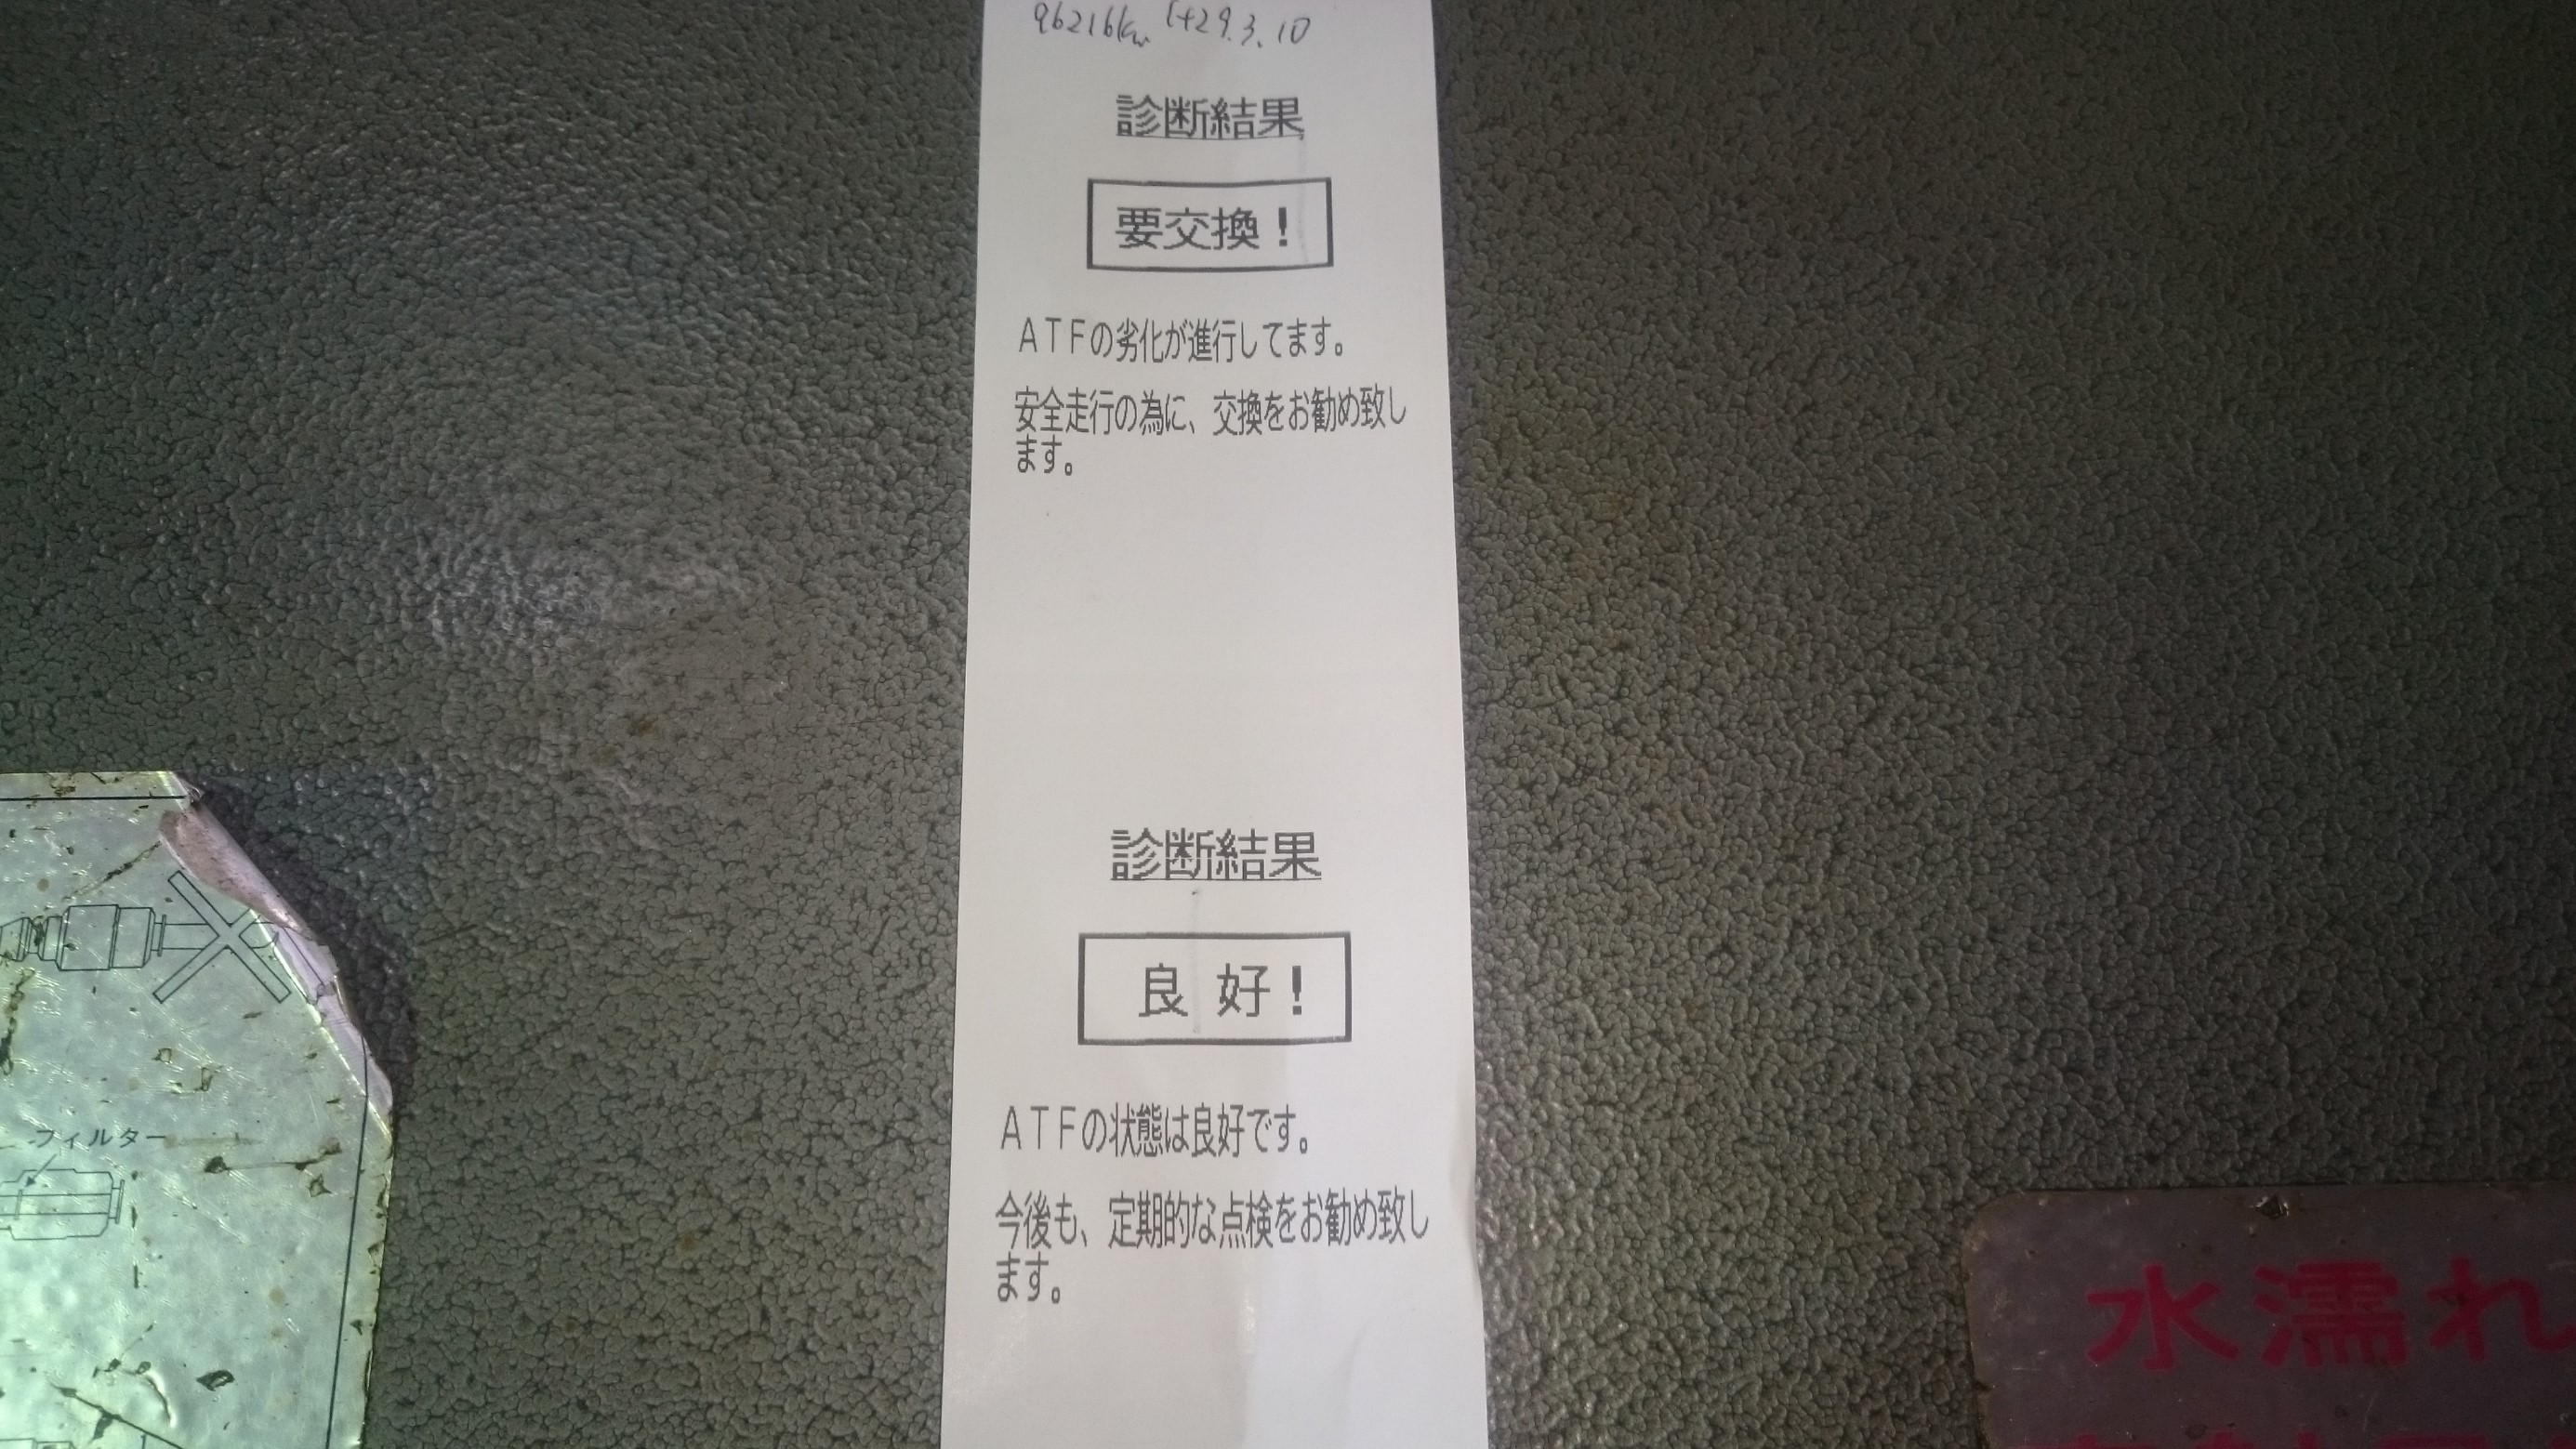 96216km H29.3.10
診断結果
要交換！
ＡＴＦの劣化が進行してます。
安全走行の為に、交換をお勧め致し
ます。
診断結果
良 好！
ＡＴＦの状態は良好です。
今後も、定期的な点検をお勧め致し
ます。
フィルター
水濡れ